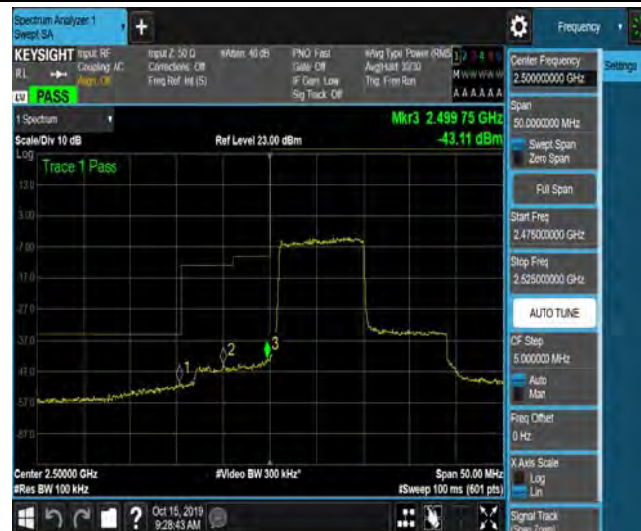 Spectrum Analyzer 1
Swept SA
+
Frequency
KEYSIGHT
Input: RF
Coupling: AC
Align: Off
RL
LV PASS
Input Z: 50 Ω
Corrections: Off
Freq Ref: Int (S)
#Atten: 40 dB
PNO: Fast
Gate: Off
IF Gain: Low
Sig Track: Off
#Avg Type: Power (RMS)
Avg|Hold: 30/30
Trig: Free Run
M W W W W W
A A A A A A
1 Spectrum
Scale/Div 10 dB
Ref Level 23.00 dBm
Mkr3 2.499 75 GHz
-43.11 dBm
Log
Trace 1 Pass
13.0
3.00
-7.00
-17.0
-27.0
-37.0
-47.0
-57.0
-67.0
1
2
3
Center 2.50000 GHz
#Video BW 300 kHz*
Span 50.00 MHz
#Res BW 100 kHz
#Sweep 100 ms (601 pts)
?
Oct 15, 2019
9:28:43 AM
Center Frequency
2.500000000 GHz
Settings
Span
50.0000000 MHz
Swept Span
Zero Span
Full Span
Start Freq
2.475000000 GHz
Stop Freq
2.525000000 GHz
AUTO TUNE
CF Step
5.000000 MHz
Auto
Man
Freq Offset
0 Hz
X Axis Scale
Log
Lin
Signal Track
(Span Zoom)